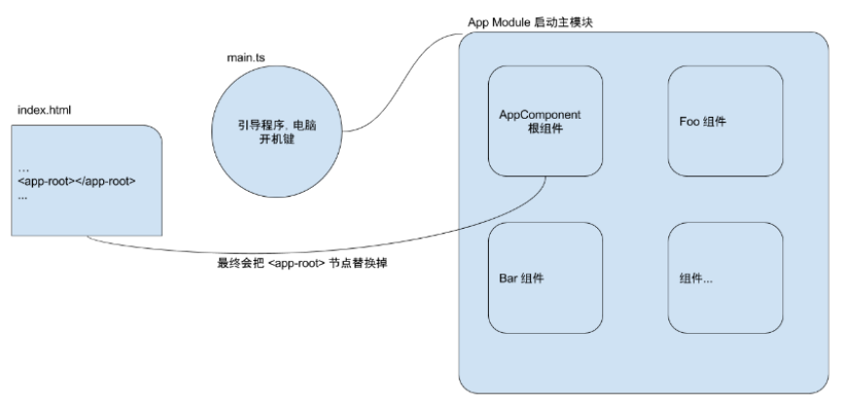 App Module 启动主模块
main.ts
index.html
引导程序, 电脑
开机键
AppComponent
根组件
Foo 组件
...
<app-root></app-root>
...
最终会把 <app-root> 节点替换掉
Bar 组件
组件...